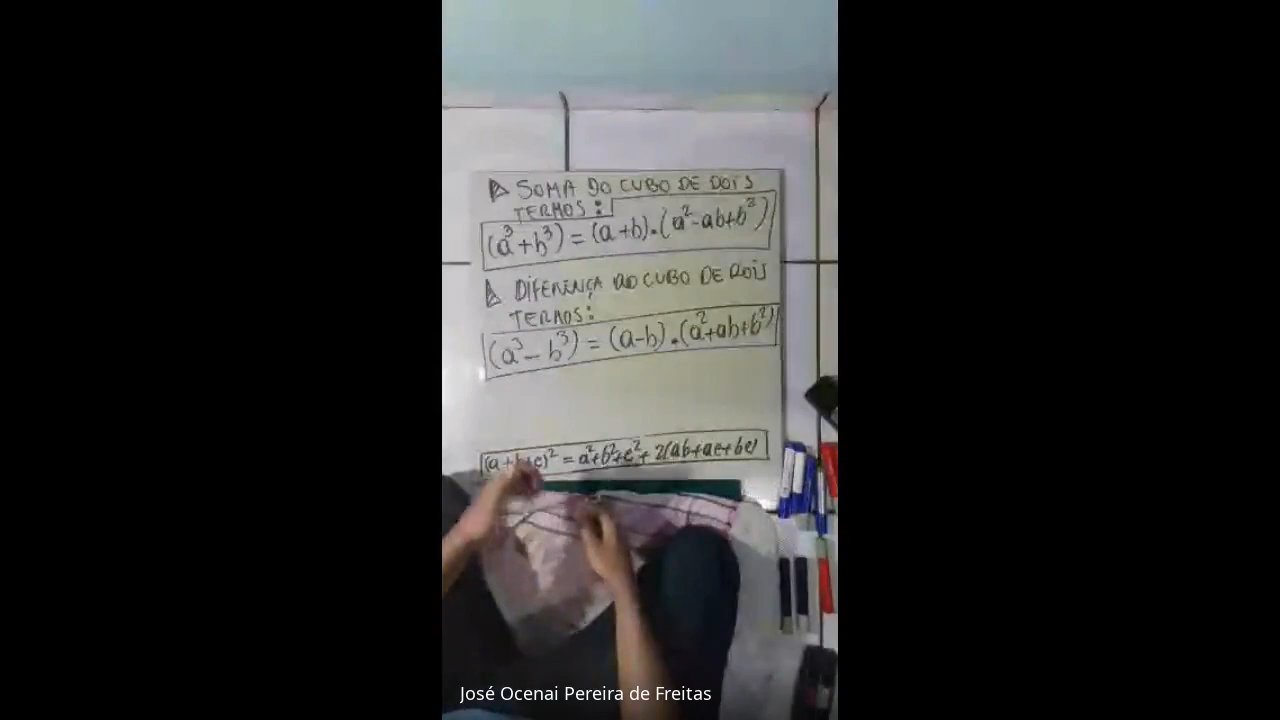 SOMA DO CUBO DE DOIS
TERMOS:
(a³+b³) = (a+b).(a²-ab+b²)
DIFERENÇA DO CUBO DE DOIS
TERMOS:
(a³-b³) = (a-b).(a²+ab+b²)
(a+b+c)² = a²+b²+c²+2(ab+ac+bc)
José Ocenai Pereira de Freitas